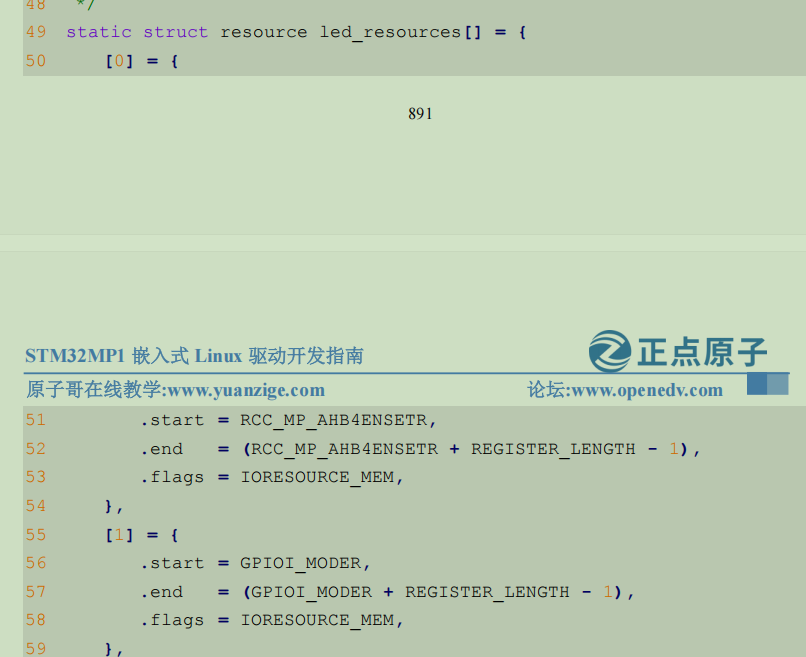 48 */
49 static struct resource led_resources[] = {
50 [0] = {
891
STM32MP1 嵌入式 Linux 驱动开发指南
正点原子
原子哥在线教学:www.yuanzige.com 论坛:www.openedv.com
51 .start = RCC_MP_AHB4ENSETR,
52 .end = (RCC_MP_AHB4ENSETR + REGISTER_LENGTH - 1),
53 .flags = IORESOURCE_MEM,
54 },
55 [1] = {
56 .start = GPIOI_MODER,
57 .end = (GPIOI_MODER + REGISTER_LENGTH - 1),
58 .flags = IORESOURCE_MEM,
59 },